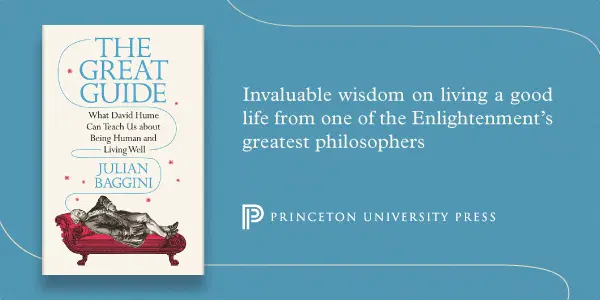 THE
GREAT
GUIDE
What David Hume
Can Teach Us about
Being Human and
Living Well
JULIAN
BAGGINI
Invaluable wisdom on living a good
life from one of the Enlightenment’s
greatest philosophers
PRINCETON UNIVERSITY PRESS